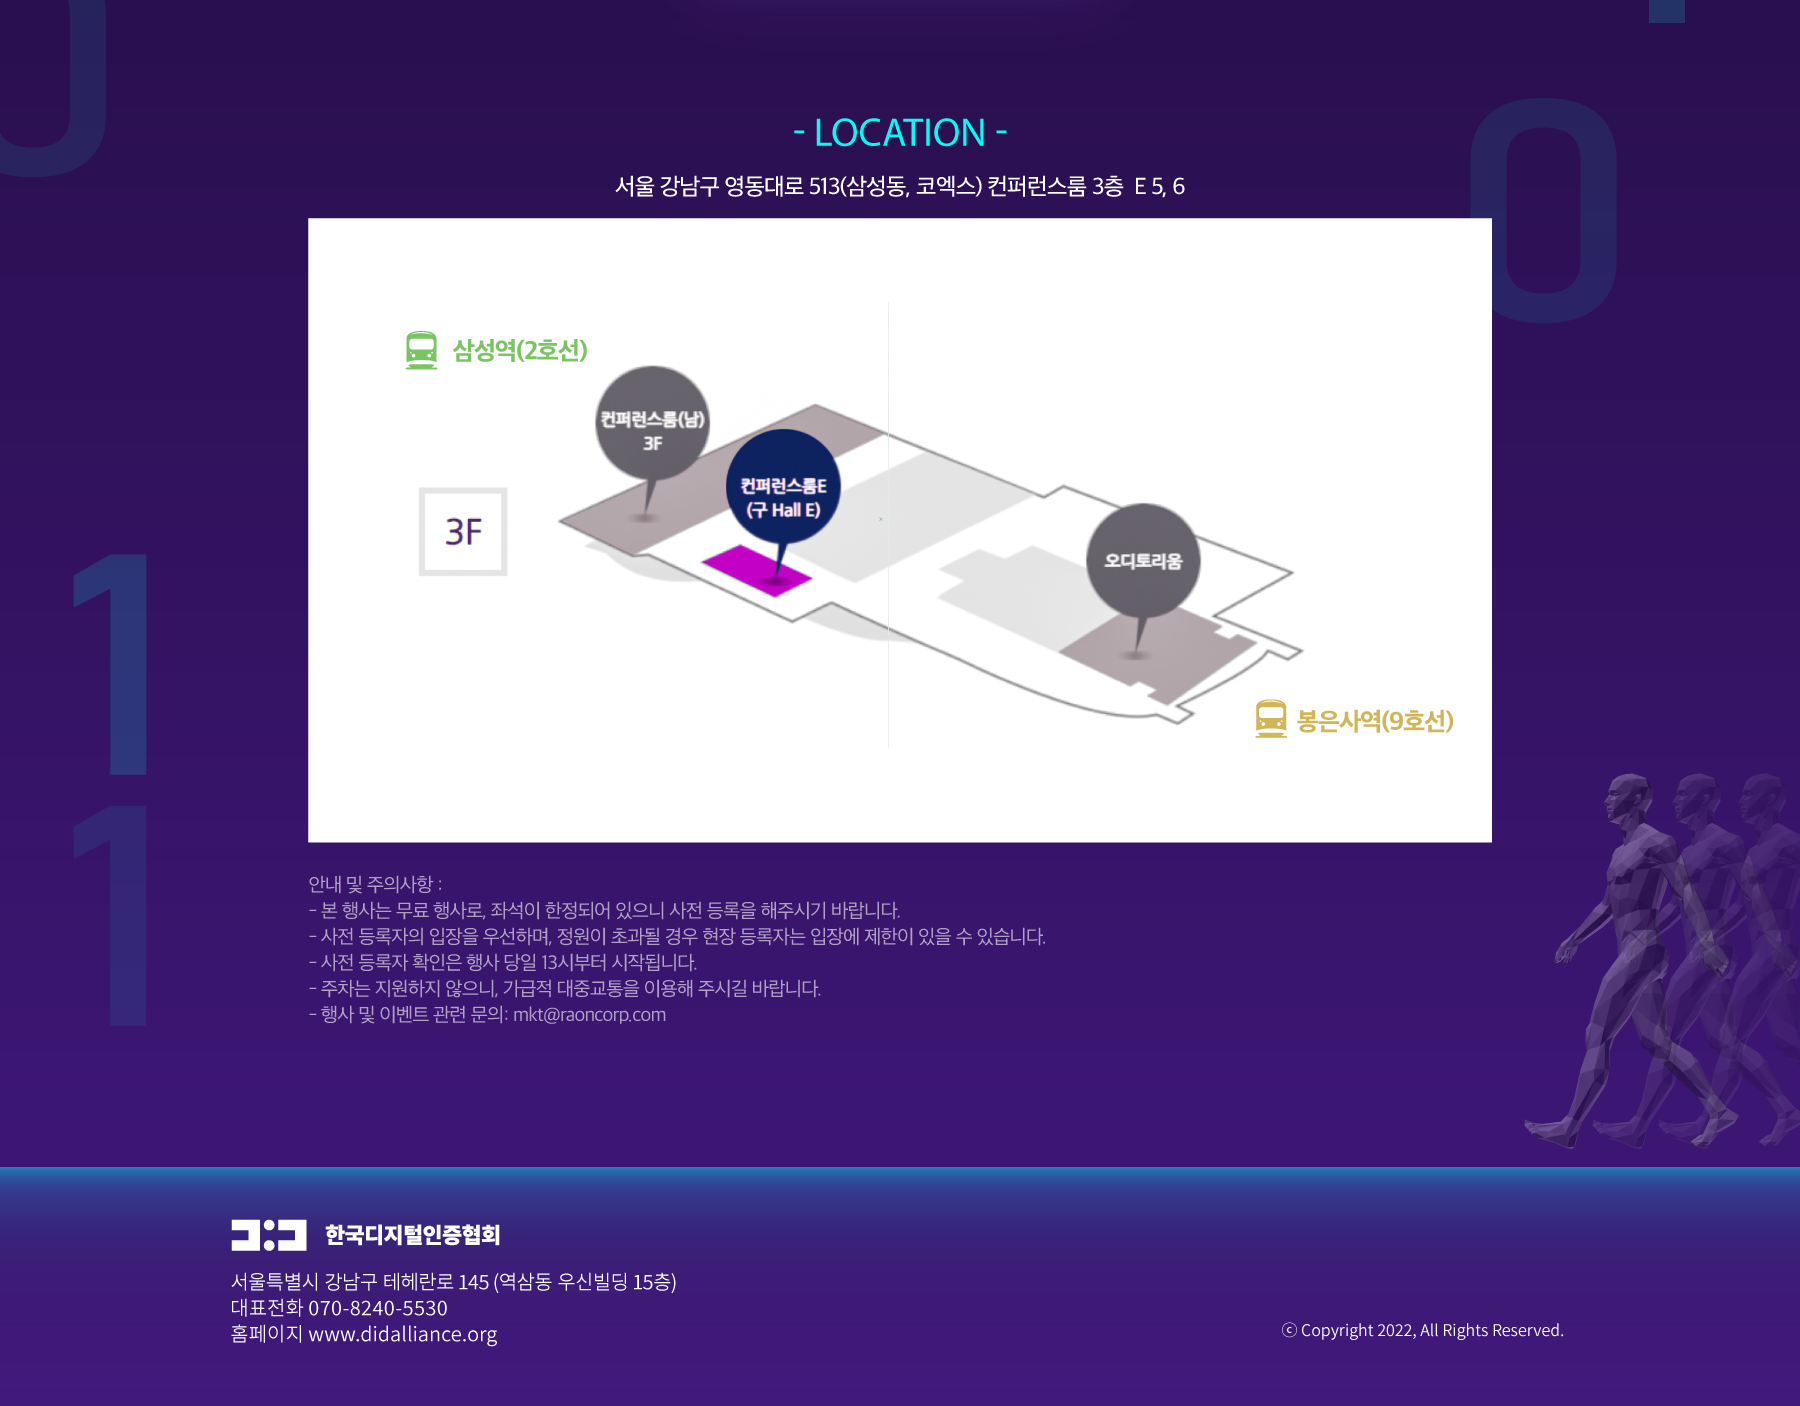 - LOCATION -
서울 강남구 영동대로 513(삼성동, 코엑스) 컨퍼런스룸 3층 E 5, 6
삼성역(2호선)
컨퍼런스룸(남)
3F
컨퍼런스룸E
(구 Hall E)
3F
오디토리움
봉은사역(9호선)
안내 및 주의사항 :
- 본 행사는 무료 행사로, 좌석이 한정되어 있으니 사전 등록을 해주시기 바랍니다.
- 사전 등록자의 입장을 우선하며, 정원이 초과될 경우 현장 등록자는 입장에 제한이 있을 수 있습니다.
- 사전 등록자 확인은 행사 당일 13시부터 시작됩니다.
- 주차는 지원하지 않으니, 가급적 대중교통을 이용해 주시길 바랍니다.
- 행사 및 이벤트 관련 문의: mkt@raoncorp.com
한국디지털인증협회
서울특별시 강남구 테헤란로 145 (역삼동 우신빌딩 15층)
대표전화 070-8240-5530
홈페이지 www.didalliance.org
ⓒ Copyright 2022, All Rights Reserved.
0
0
1
1